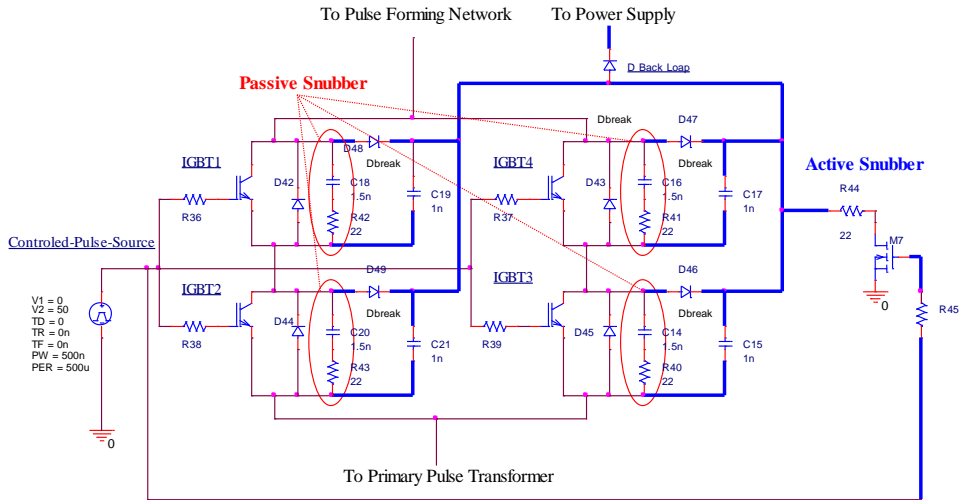 To Pulse Forming Network
To Power Supply
D Back Loap
Passive Snubber
Dbreak
D47
D48
IGBT1
Dbreak
IGBT4
Dbreak
Active Snubber
D42
C18
1.5n
C19
1n
D43
C16
1.5n
C17
1n
R44
22
R36
R42
22
R37
R41
22
M7
Controled-Pulse-Source
0
D49
D46
IGBT2
Dbreak
IGBT3
Dbreak
R45
V1 = 0
V2 = 50
TD = 0
TR = 0n
TF = 0n
PW = 500n
PER = 500u
D44
C20
1.5n
C21
1n
D45
C14
1.5n
C15
1n
R38
R43
22
R39
R40
22
0
To Primary Pulse Transformer